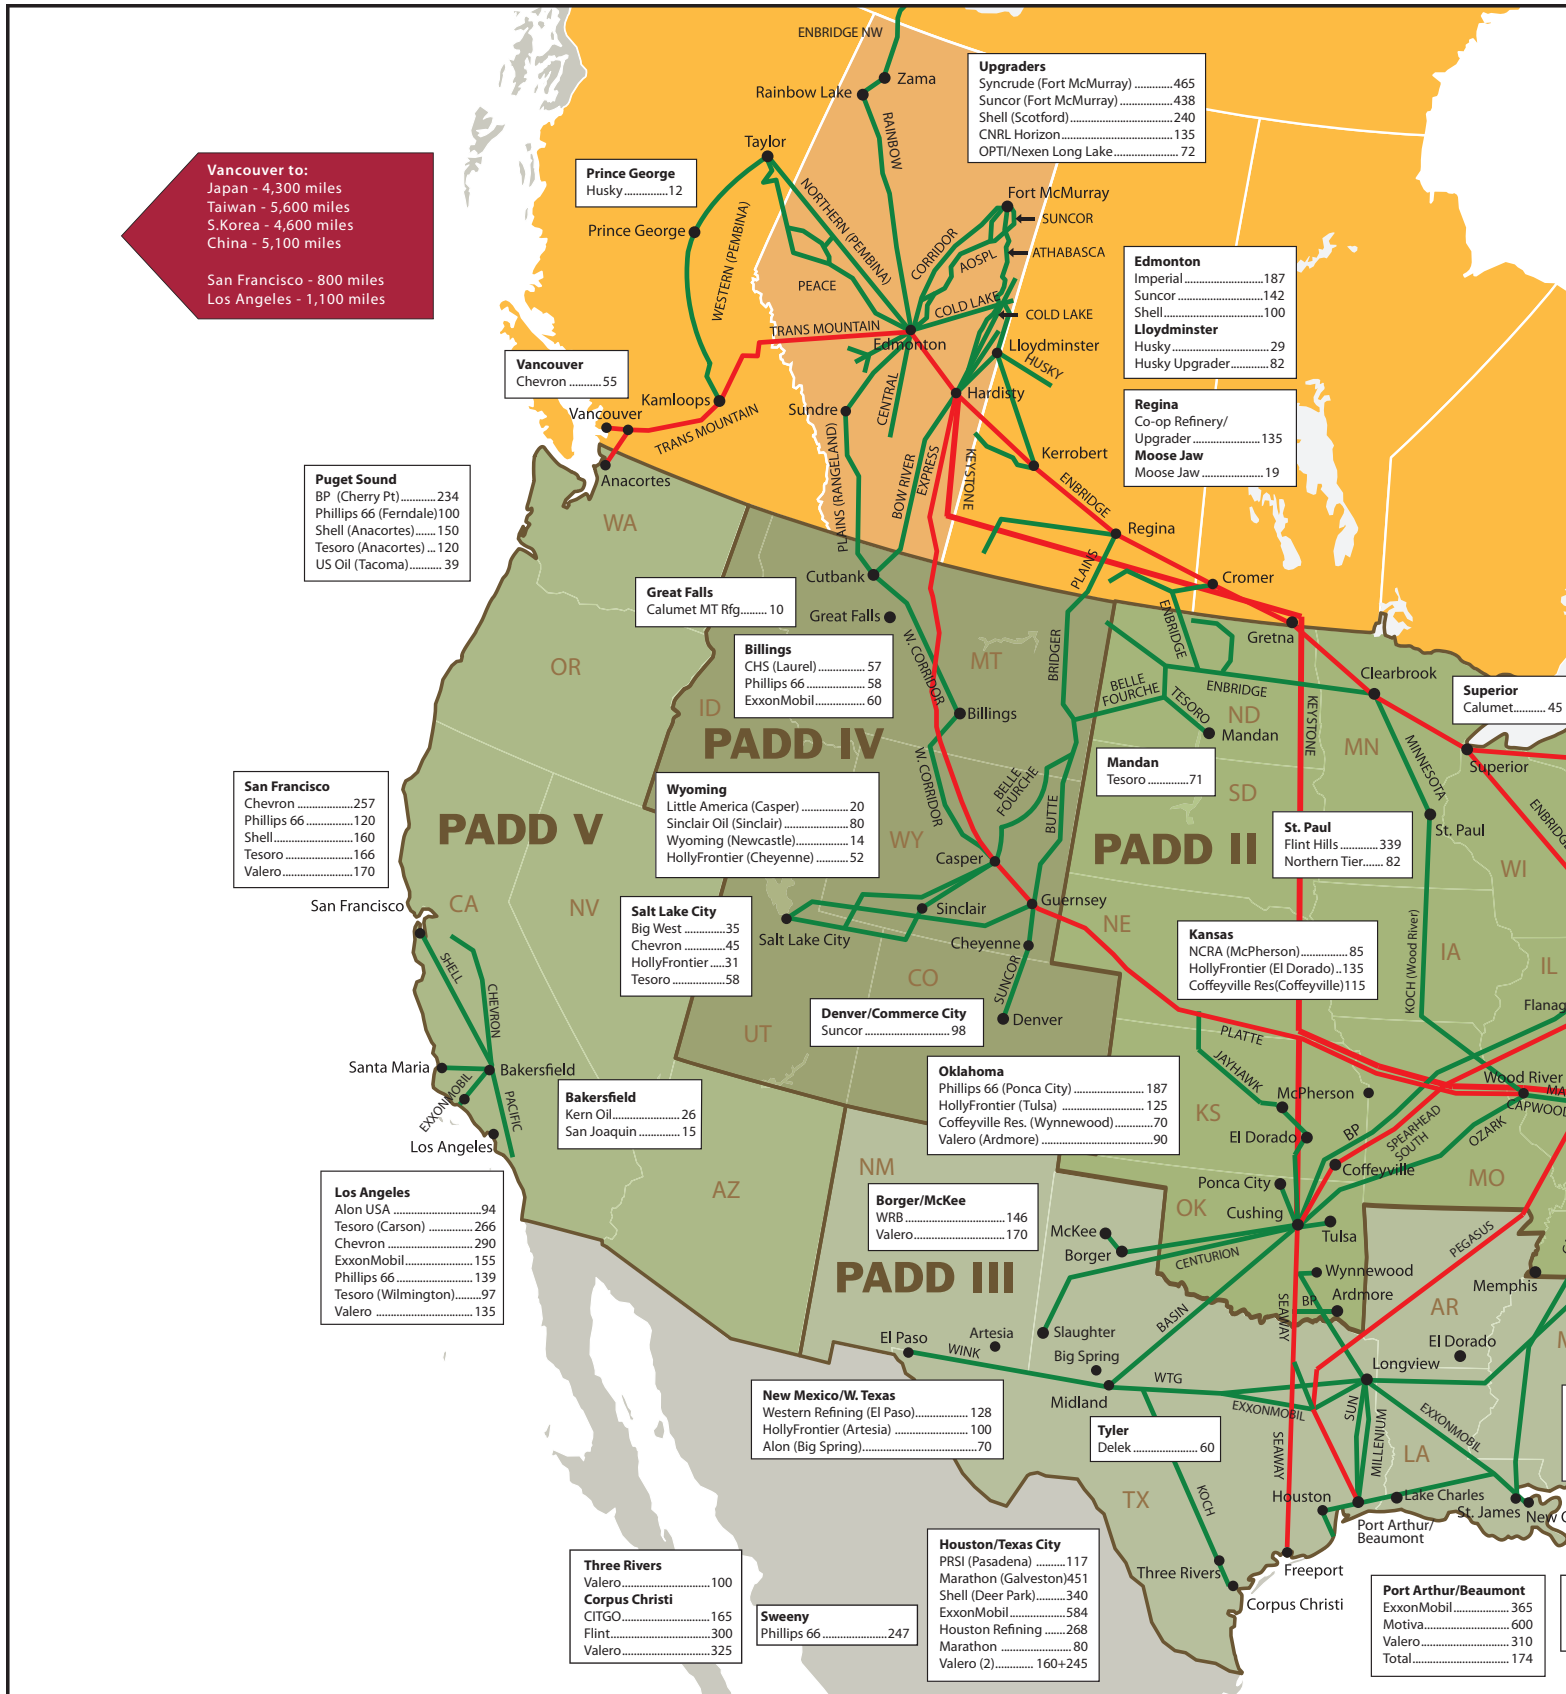 ENBRIDGE NW
Zama
Rainbow Lake
RAINBOW
Upgraders
Syncrude (Fort McMurray) ............465
Suncor (Fort McMurray) .................438
Shell (Scotford) .................................240
CNRL Horizon....................................135
OPTI/Nexen Long Lake..................... 72
Vancouver to:
Japan - 4,300 miles
Taiwan - 5,600 miles
S.Korea - 4,600 miles
China - 5,100 miles
San Francisco - 800 miles
Los Angeles - 1,100 miles
Taylor
Prince George
Husky...............12
Prince George
WESTERN (PEMBINA)
NORTHERN (PEMBINA)
PEACE
Fort McMurray
SUNCOR
ATHABASCA
CORRIDOR
AOSPL
COLD LAKE
COLD LAKE
Edmonton
Imperial ..........................187
Suncor ............................142
Shell.................................100
Lloydminster
Husky ............................... 29
Husky Upgrader............. 82
TRANS MOUNTAIN
Edmonton
Lloydminster
HUSKY
Vancouver
Chevron ...........55
Kamloops
Vancouver
TRANS MOUNTAIN
Sundre
CENTRAL
Hardisty
Regina
Co-op Refinery/
Upgrader ......................135
Moose Jaw
Moose Jaw .................... 19
Anacortes
PLAINS (RANGELAND)
BOW RIVER
EXPRESS
KEYSTONE
Kerrobert
ENBRIDGE
Puget Sound
BP (Cherry Pt)............234
Phillips 66 (Ferndale)100
Shell (Anacortes).....150
Tesoro (Anacortes) ...120
US Oil (Tacoma)........... 39
WA
Regina
PLAINS
Cutbank
Cromer
ENBRIDGE
Great Falls
Calumet MT Rfg......... 10
Great Falls
W. CORRIDOR
MT
BRIDGER
Gretna
OR
Billings
CHS (Laurel) ................ 57
Phillips 66 .................... 58
ExxonMobil................. 60
ID
Billings
BELLE
FOURCHE
ENBRIDGE
TESORO
ND
Mandan
KEYSTONE
Clearbrook
MN
Superior
Calumet........... 45
Superior
MINNESOTA
ENBRIDGE
PADD IV
Mandan
Tesoro ..............71
W. CORRIDOR
BELLE
FOURCHE
BUTTE
SD
San Francisco
Chevron ...................257
Phillips 66 ................120
Shell..........................160
Tesoro .......................166
Valero........................170
PADD V
Wyoming
Little America (Casper) ................ 20
Sinclair Oil (Sinclair) ...................... 80
Wyoming (Newcastle).................. 14
HollyFrontier (Cheyenne) ........... 52
WY
Casper
PADD II
St. Paul
Flint Hills .............339
Northern Tier....... 82
St. Paul
WI
San Francisco
CA
NV
Salt Lake City
Big West ..............35
Chevron ..............45
HollyFrontier .....31
Tesoro ..................58
Salt Lake City
Sinclair
Guernsey
Cheyenne
NE
Kansas
NCRA (McPherson)................. 85
HollyFrontier (El Dorado)..135
Coffeyville Res(Coffeyville)115
KOCH (Wood River)
IA
IL
SHELL
CHEVRON
CO
SUNCOR
Denver/Commerce City
Suncor .............................. 98
Denver
UT
PLATTE
Flanag
Santa Maria
Bakersfield
EXXONMOBIL
PACIFIC
Los Angeles
Bakersfield
Kern Oil........................26
San Joaquin ...............15
Oklahoma
Phillips 66 (Ponca City) ........................ 187
HollyFrontier (Tulsa) ........................... 125
Coffeyville Res. (Wynnewood)..............70
Valero (Ardmore) ......................................90
JAYHAWK
McPherson
Wood River
CAPWOOD
KS
El Dorado
BP
SPEARHEAD
SOUTH
OZARK
Coffeyville
MO
Los Angeles
Alon USA ..............................94
Tesoro (Carson) ...............266
Chevron ............................290
ExxonMobil......................155
Phillips 66 .........................139
Tesoro (Wilmington).........97
Valero ................................135
AZ
NM
Ponca City
OK
Cushing
Tulsa
Borger/McKee
WRB ..................................146
Valero................................170
McKee
Borger
CENTURION
PEGASUS
PADD III
Wynnewood
Ardmore
BP
SEAWAY
BASIN
Memphis
AR
El Paso
WINK
Artesia
Slaughter
Big Spring
Midland
WTG
El Dorado
Longview
New Mexico/W. Texas
Western Refining (El Paso).................. 128
HollyFrontier (Artesia) ........................ 100
Alon (Big Spring)......................................70
Tyler
Delek ...................... 60
EXXONMOBIL
SUN
MILLENIUM
EXXONMOBIL
LA
SEAWAY
KOCH
TX
Houston
Lake Charles
St. James
Port Arthur/
Beaumont
Freeport
Three Rivers
Corpus Christi
Three Rivers
Valero..............................100
Corpus Christi
CITGO..............................165
Flint..................................300
Valero..............................325
Sweeny
Phillips 66 ......................247
Houston/Texas City
PRSI (Pasadena) ..........117
Marathon (Galveston)451
Shell (Deer Park)..........340
ExxonMobil...................584
Houston Refining .......268
Marathon ........................ 80
Valero (2)............. 160+245
Port Arthur/Beaumont
ExxonMobil.................... 365
Motiva............................. 600
Valero .............................. 310
Total................................. 174